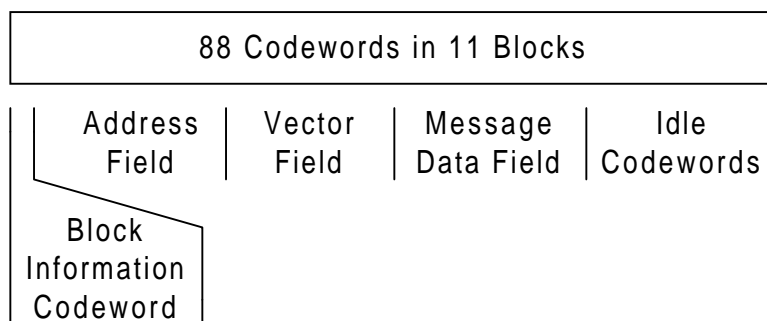 88 Codewords in 11 Blocks
Address Field
Vector Field
Message Data Field
Idle Codewords
Block Information Codeword